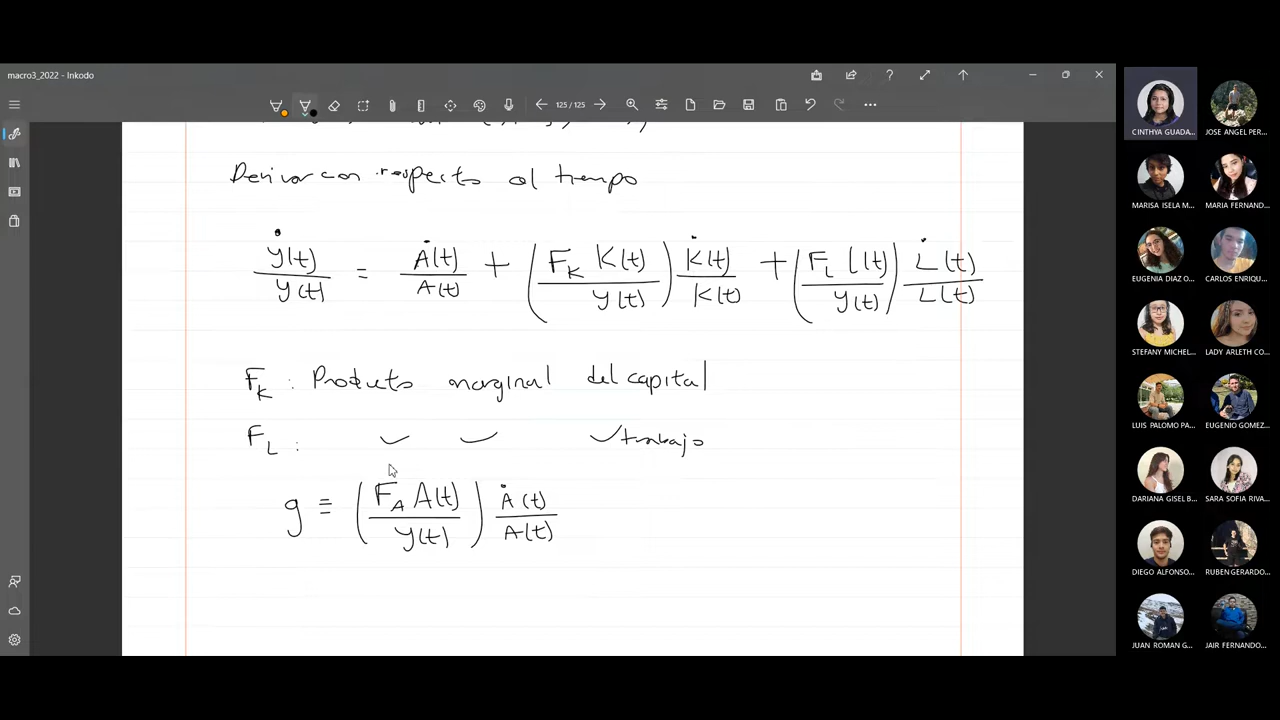 macro3_2022 - Inkodo
125 / 125
Derivar con respecto al tiempo
Ẏ(t)/Y(t) = Ȧ(t)/A(t) + (F_K K(t)/Y(t)) K̇(t)/K(t) + (F_L L(t)/Y(t)) L̇(t)/L(t)
F_K : Producto marginal del capital
F_L : ✓ ✓ ✓ trabajo
g ≡ (F_A A(t)/Y(t)) Ȧ(t)/A(t)
CINTHYA GUADA...
JOSE ANGEL PER...
MARISA ISELA M...
MARIA FERNAND...
EUGENIA DIAZ O...
CARLOS ENRIQU...
STEFANY MICHEL...
LADY ARLETH CO...
LUIS PALOMO PA...
EUGENIO GOMEZ...
DARIANA GISEL B...
SARA SOFIA RIVA...
DIEGO ALFONSO...
RUBEN GERARDO...
JUAN ROMAN G...
JAIR FERNANDO...